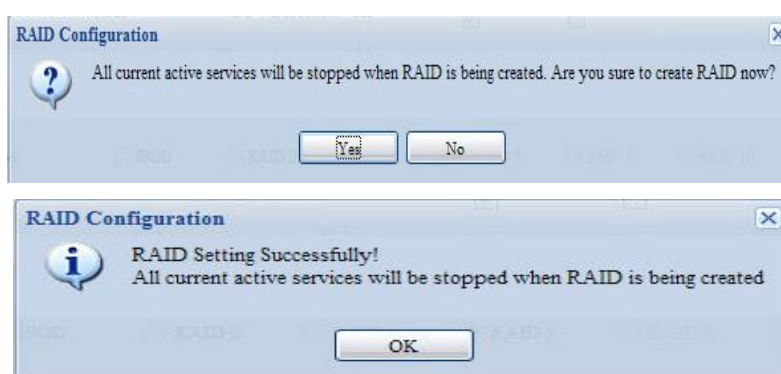 RAID Configuration
All current active services will be stopped when RAID is being created. Are you sure to create RAID now?
Yes
No
RAID Configuration
RAID Setting Successfully!
All current active services will be stopped when RAID is being created
OK